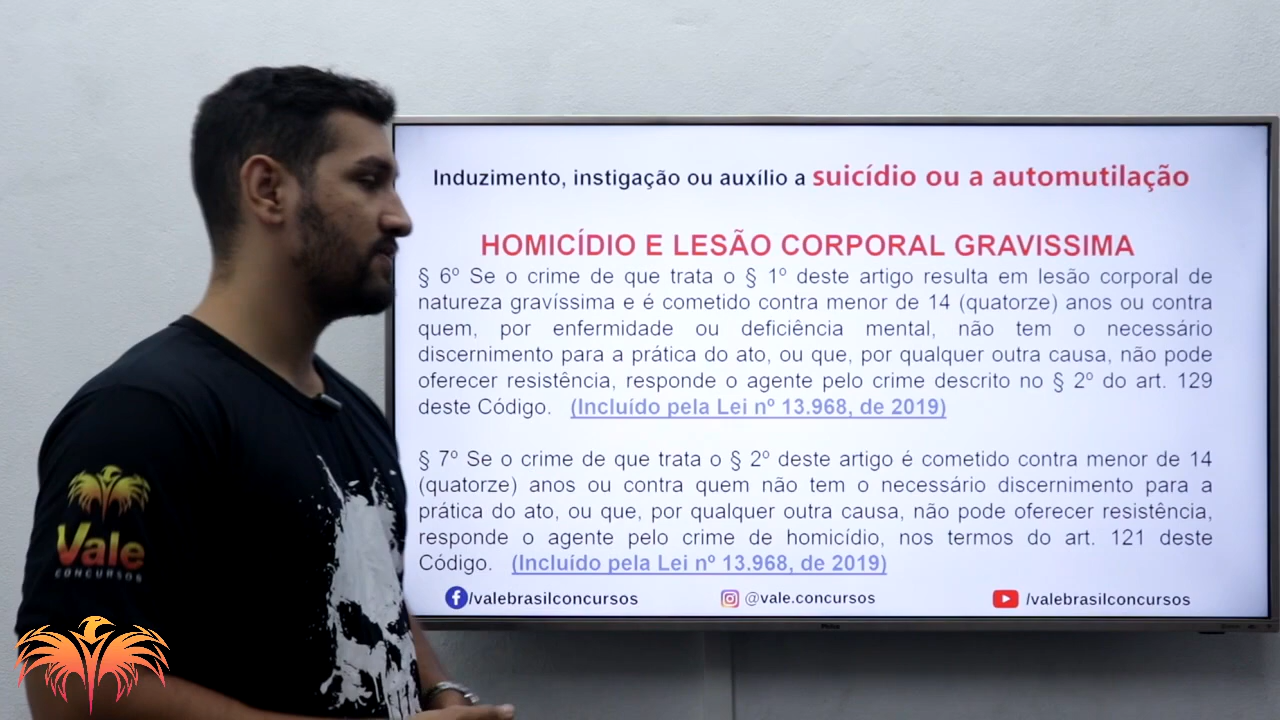 Induzimento, instigação ou auxílio a suicídio ou a automutilação
HOMICÍDIO E LESÃO CORPORAL GRAVISSIMA
§ 6º Se o crime de que trata o § 1º deste artigo resulta em lesão corporal de
natureza gravíssima e é cometido contra menor de 14 (quatorze) anos ou contra
quem, por enfermidade ou deficiência mental, não tem o necessário
discernimento para a prática do ato, ou que, por qualquer outra causa, não pode
oferecer resistência, responde o agente pelo crime descrito no § 2º do art. 129
deste Código. (Incluído pela Lei nº 13.968, de 2019)
§ 7º Se o crime de que trata o § 2º deste artigo é cometido contra menor de 14
(quatorze) anos ou contra quem não tem o necessário discernimento para a
prática do ato, ou que, por qualquer outra causa, não pode oferecer resistência,
responde o agente pelo crime de homicídio, nos termos do art. 121 deste
Código. (Incluído pela Lei nº 13.968, de 2019)
/valebrasilconcursos @vale.concursos /valebrasilconcursos
Philco
Vale
CONCURSOS